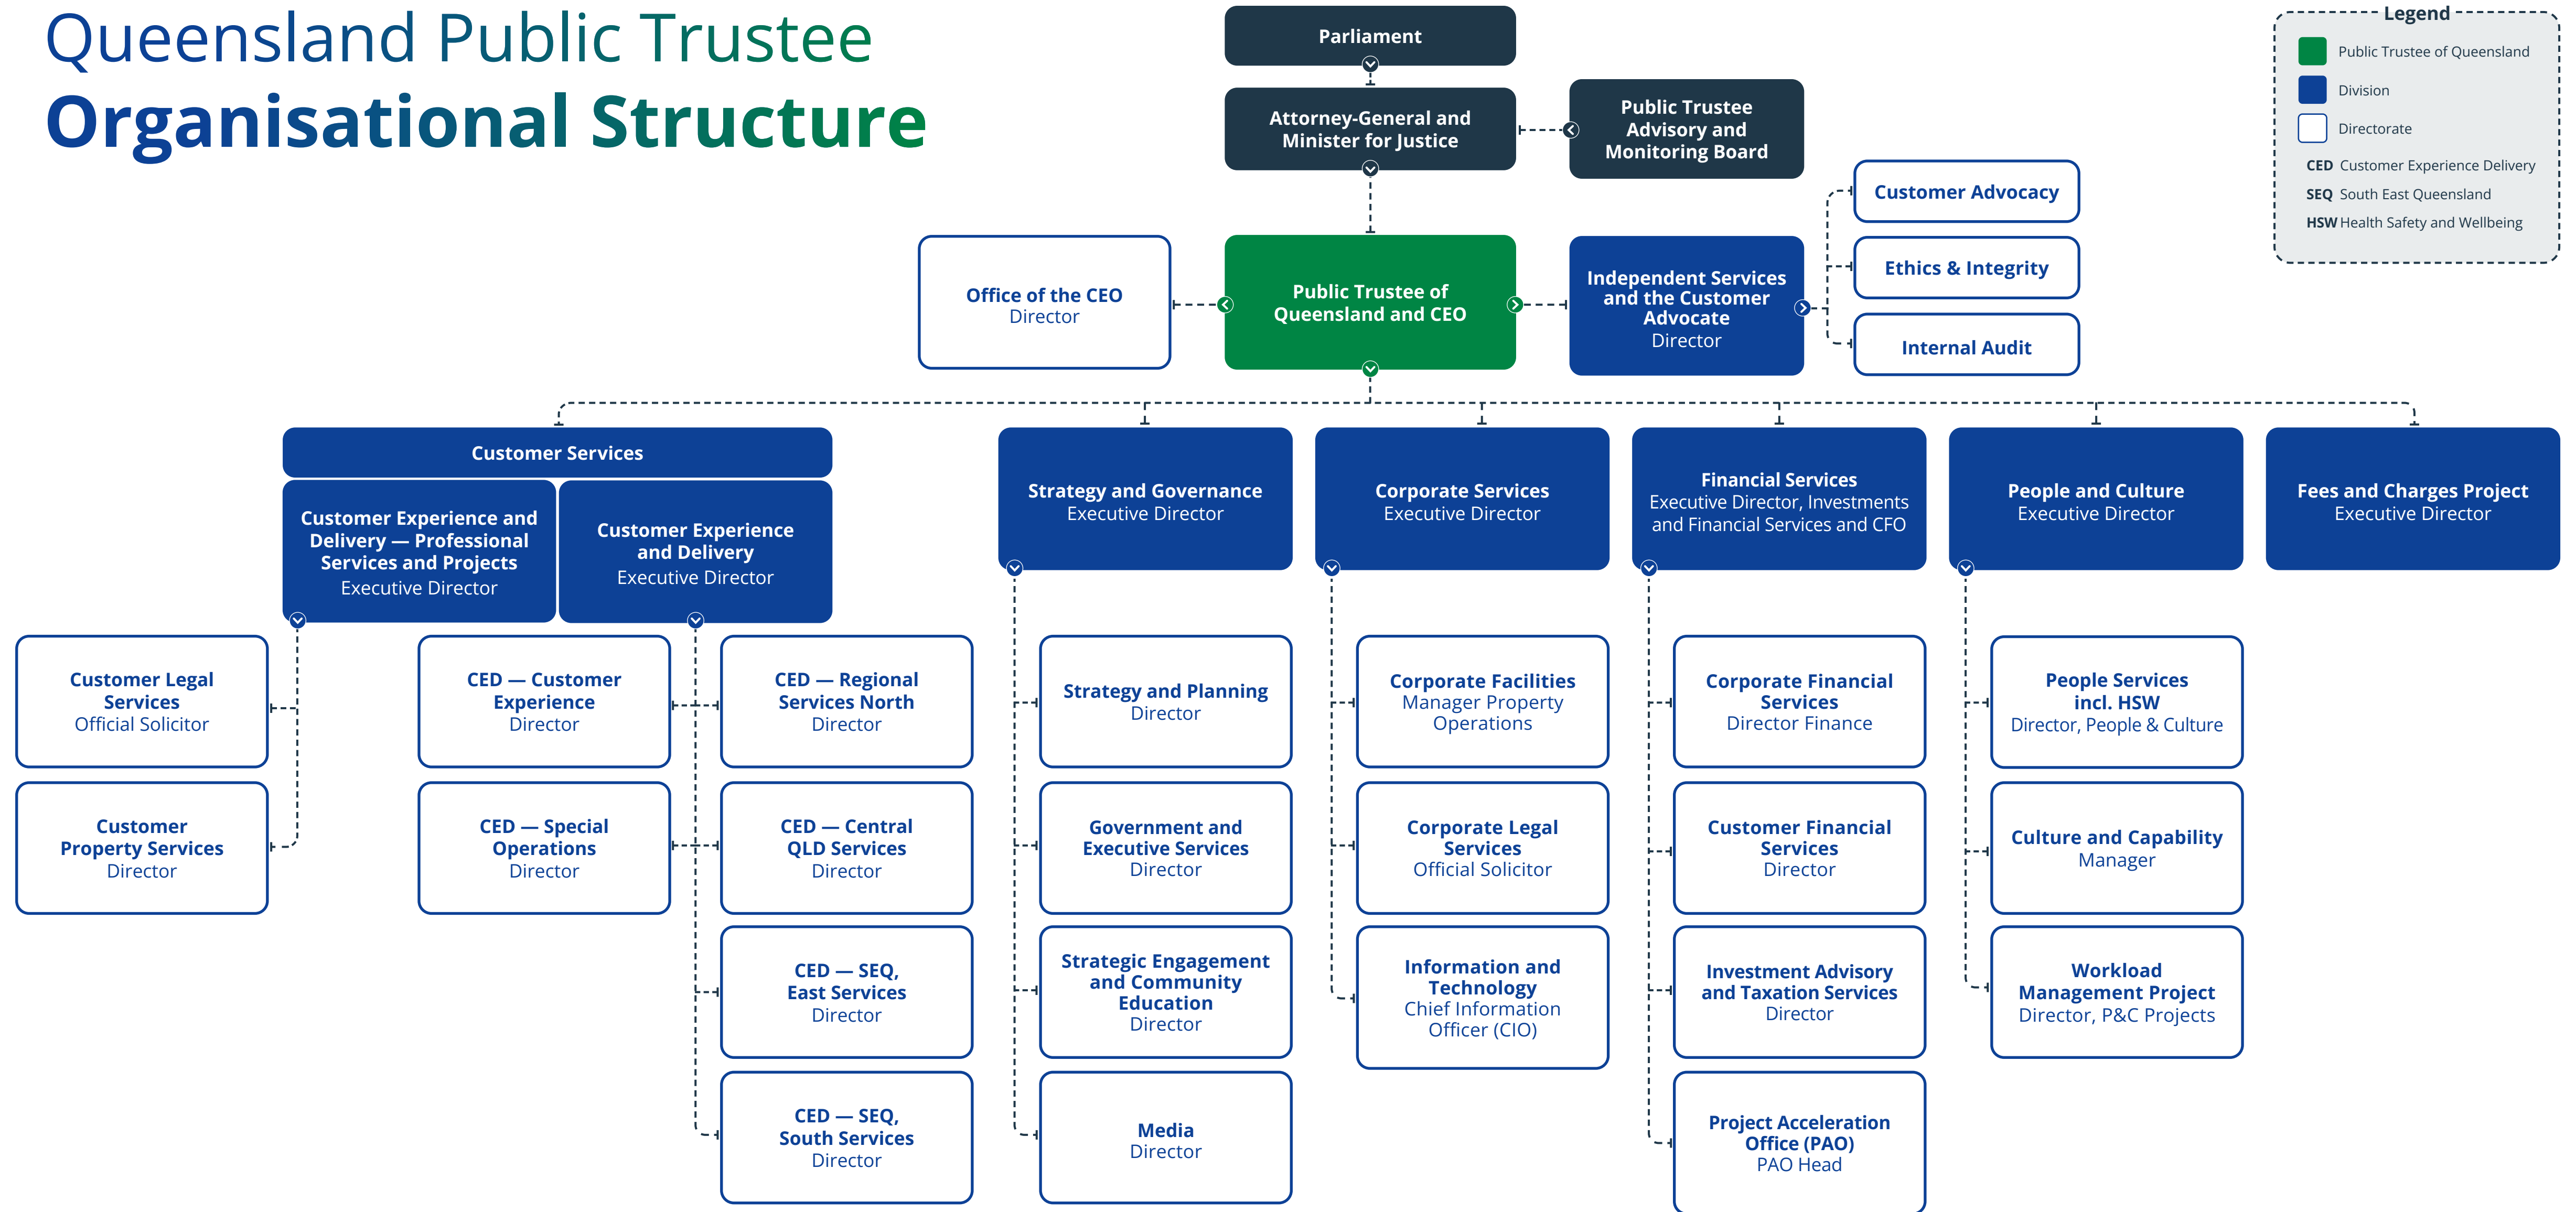 Queensland Public Trustee
Organisational Structure
Parliament
Attorney-General and
Minister for Justice
Public Trustee
Advisory and
Monitoring Board
Legend
Public Trustee of Queensland
Division
Directorate
CED Customer Experience Delivery
SEQ South East Queensland
HSW Health Safety and Wellbeing
Office of the CEO
Director
Public Trustee of
Queensland and CEO
Independent Services
and the Customer
Advocate
Director
Customer Advocacy
Ethics & Integrity
Internal Audit
Customer Services
Customer Experience and
Delivery — Professional
Services and Projects
Executive Director
Customer Experience
and Delivery
Executive Director
Strategy and Governance
Executive Director
Corporate Services
Executive Director
Financial Services
Executive Director, Investments
and Financial Services and CFO
People and Culture
Executive Director
Fees and Charges Project
Executive Director
Customer Legal
Services
Official Solicitor
Customer
Property Services
Director
CED — Customer
Experience
Director
CED — Special
Operations
Director
CED — Regional
Services North
Director
CED — Central
QLD Services
Director
CED — SEQ,
East Services
Director
CED — SEQ,
South Services
Director
Strategy and Planning
Director
Government and
Executive Services
Director
Strategic Engagement
and Community
Education
Director
Media
Director
Corporate Facilities
Manager Property
Operations
Corporate Legal
Services
Official Solicitor
Information and
Technology
Chief Information
Officer (CIO)
Corporate Financial
Services
Director Finance
Customer Financial
Services
Director
Investment Advisory
and Taxation Services
Director
Project Acceleration
Office (PAO)
PAO Head
People Services
incl. HSW
Director, People & Culture
Culture and Capability
Manager
Workload
Management Project
Director, P&C Projects